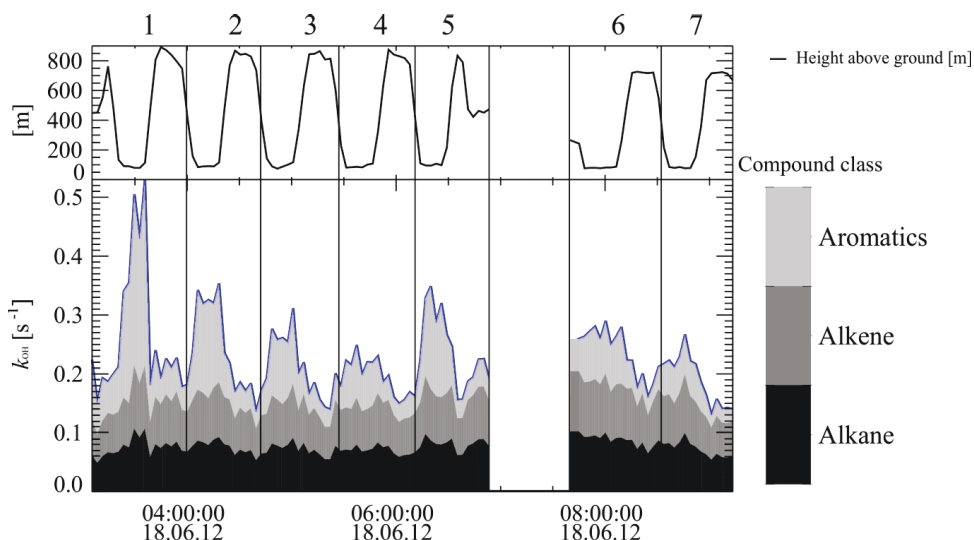 1 2 3 4 5 6 7
800
600
400
200
0
[m]
Height above ground [m]
0.5
0.4
0.3
0.2
0.1
0.0
kOH [s-1]
Compound class
Aromatics
Alkene
Alkane
04:00:00 06:00:00 08:00:00
18.06.12 18.06.12 18.06.12